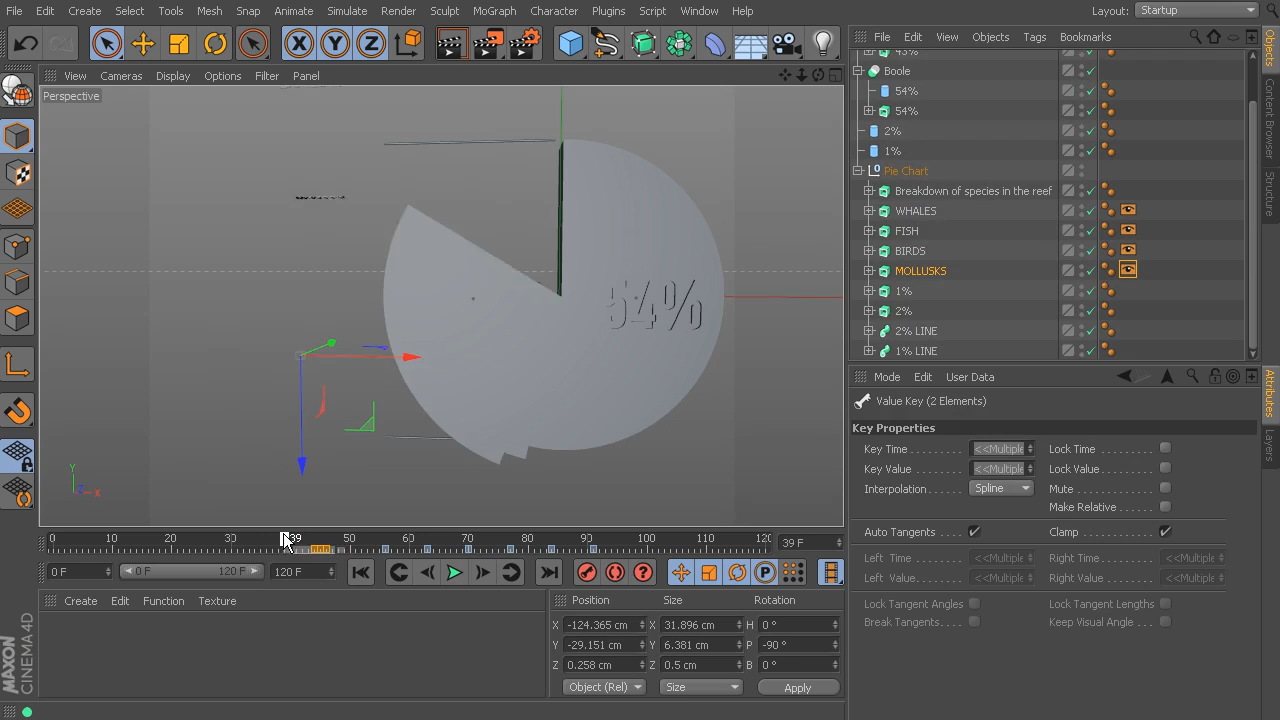 File Edit Create Select Tools Mesh Snap Animate Simulate Render Sculpt MoGraph Character Plugins Script Window Help
Layout: Startup
File Edit View Objects Tags Bookmarks
View Cameras Display Options Filter Panel
Perspective
43%
Boole
54%
54%
2%
1%
Pie Chart
Breakdown of species in the reef
WHALES
FISH
BIRDS
MOLLUSKS
1%
2%
2% LINE
1% LINE
Objects
Content Browser
Structure
54%
Y
X
Z
Mode Edit User Data
Value Key (2 Elements)
Key Properties
Key Time <<Multiple Lock Time
Key Value <<Multiple Lock Value
Interpolation Spline Mute
Make Relative
Auto Tangents Clamp
Left Time <<Multiple Right Time <<Multiple
Left Value <<Multiple Right Value <<Multiple
Lock Tangent Angles Lock Tangent Lengths
Break Tangents Keep Visual Angle
Attributes
Layers
0 10 20 30 39 50 60 70 80 90 100 110 120
39 F
0 F 0 F 120 F 120 F
Create Edit Function Texture
Position Size Rotation
X -124.365 cm X 31.896 cm H 0 °
Y -29.151 cm Y 6.381 cm P -90 °
Z 0.258 cm Z 0.5 cm B 0 °
Object (Rel) Size Apply
MAXON
CINEMA 4D